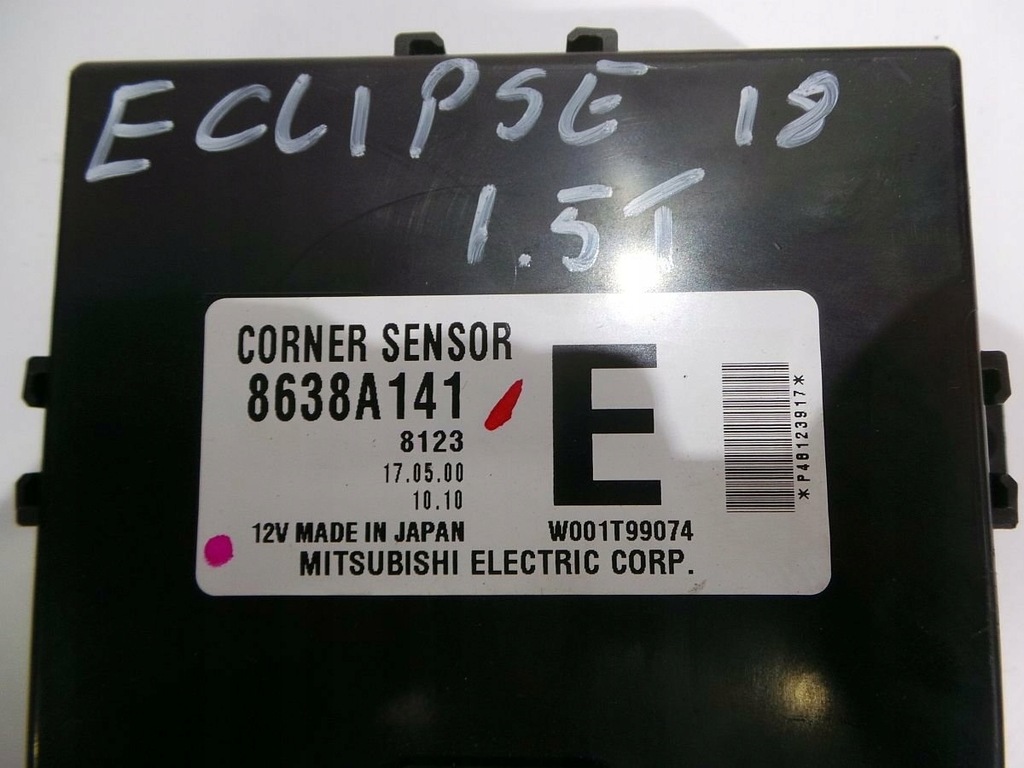 ECLIPSE 18
1.5T
CORNER SENSOR
8638A141
8123
17.05.00
10.10
E
*P48123917*
12V MADE IN JAPAN
W001T99074
MITSUBISHI ELECTRIC CORP.